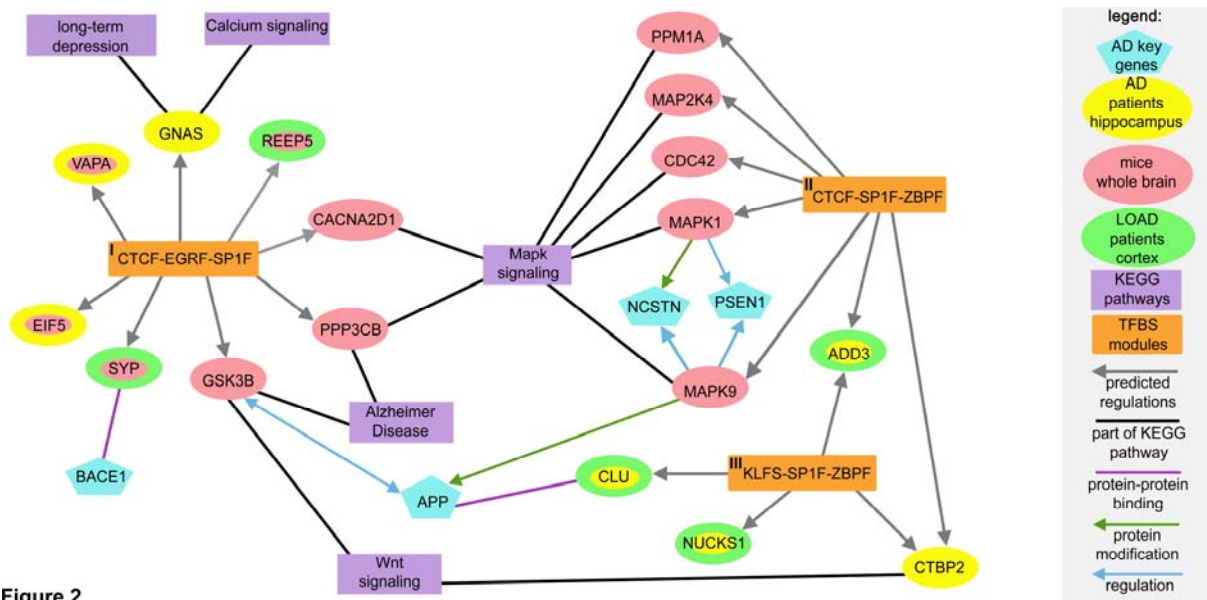 long-term
depression
Calcium signaling
GNAS
VAPA
REEP5
I CTCF-EGRF-SP1F
CACNA2D1
EIF5
SYP
GSK3B
PPP3CB
BACE1
Alzheimer
Disease
Mapk
signaling
PPM1A
MAP2K4
CDC42
MAPK1
II CTCF-SP1F-ZBPF
NCSTN
PSEN1
MAPK9
ADD3
APP
CLU
III KLFS-SP1F-ZBPF
NUCKS1
CTBP2
Wnt
signaling
Figure 2
legend:
AD key
genes
AD
patients
hippocampus
mice
whole brain
LOAD
patients
cortex
KEGG
pathways
TFBS
modules
predicted
regulations
part of KEGG
pathway
protein-protein
binding
protein
modification
regulation